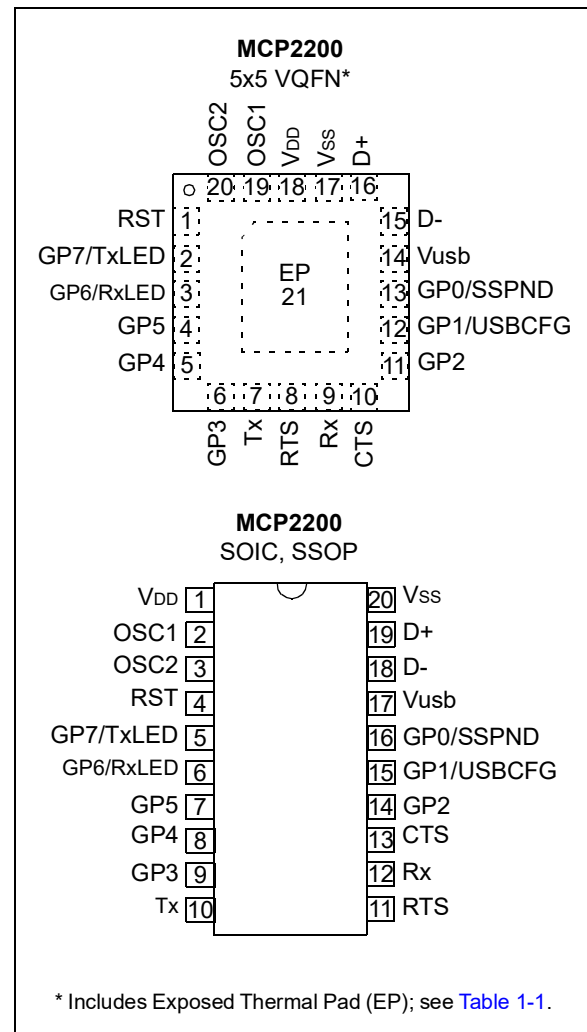 MCP2200
5x5 VQFN*
OSC2 OSC1 VDD VSS D+
20 19 18 17 16
RST 1 15 D-
GP7/TxLED 2 14 Vusb
GP6/RxLED 3 13 GP0/SSPND
GP5 4 12 GP1/USBCFG
GP4 5 11 GP2
EP
21
6 7 8 9 10
GP3 Tx RTS Rx CTS
MCP2200
SOIC, SSOP
VDD 1 20 VSS
OSC1 2 19 D+
OSC2 3 18 D-
RST 4 17 Vusb
GP7/TxLED 5 16 GP0/SSPND
GP6/RxLED 6 15 GP1/USBCFG
GP5 7 14 GP2
GP4 8 13 CTS
GP3 9 12 Rx
Tx 10 11 RTS
* Includes Exposed Thermal Pad (EP); see Table 1-1.